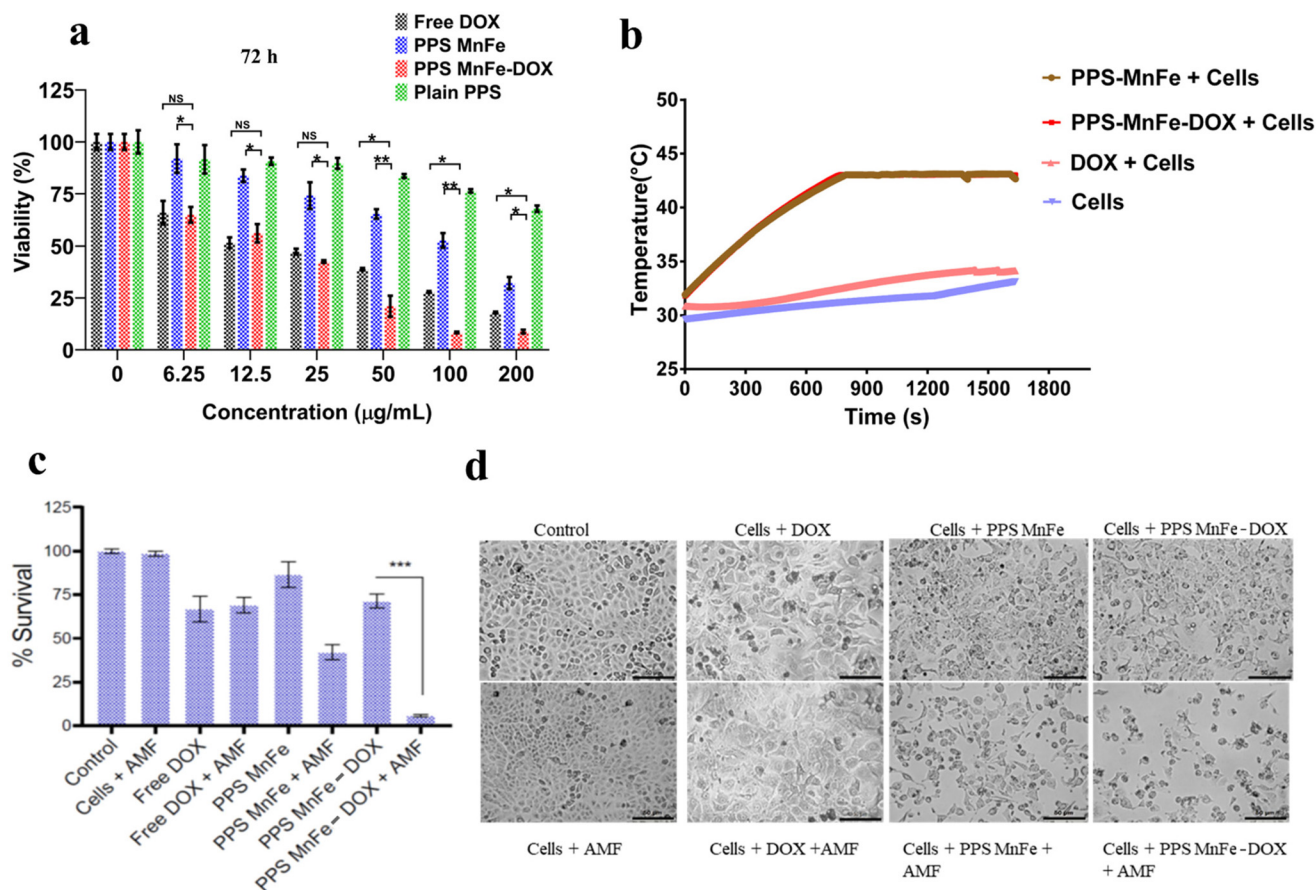 a
72 h
Free DOX
PPS MnFe
PPS MnFe-DOX
Plain PPS
Viability (%)
125
100
75
50
25
0
NS
*
NS
*
NS
*
*
**
*
**
*
*
0 6.25 12.5 25 50 100 200
Concentration (μg/mL)
b
PPS-MnFe + Cells
PPS-MnFe-DOX + Cells
DOX + Cells
Cells
Temperature(°C)
50
45
40
35
30
25
0 300 600 900 1200 1500 1800
Time (s)
c
% Survival
125
100
75
50
25
0
***
Control
Cells + AMF
Free DOX
Free DOX + AMF
PPS MnFe
PPS MnFe + AMF
PPS MnFe – DOX
PPS MnFe – DOX + AMF
d
Control
Cells + DOX
Cells + PPS MnFe
Cells + PPS MnFe-DOX
Cells + AMF
Cells + DOX +AMF
Cells + PPS MnFe +
AMF
Cells + PPS MnFe-DOX
+ AMF